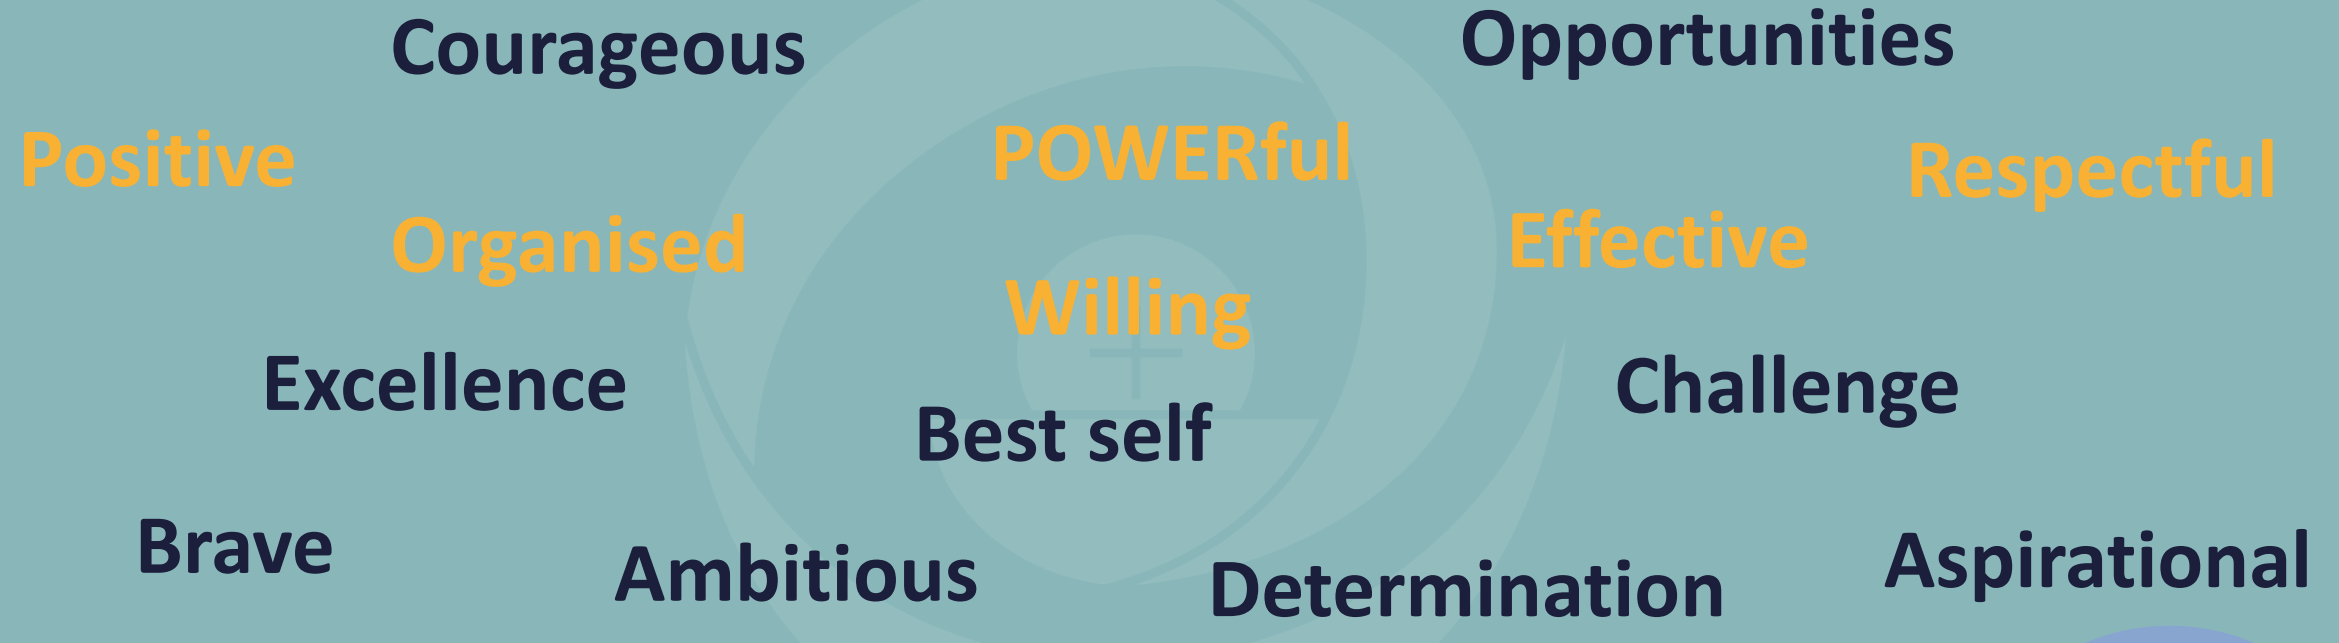 Courageous
Opportunities
Positive
POWERful
Respectful
Organised
Effective
Willing
Excellence
Challenge
Best self
Brave
Ambitious
Determination
Aspirational